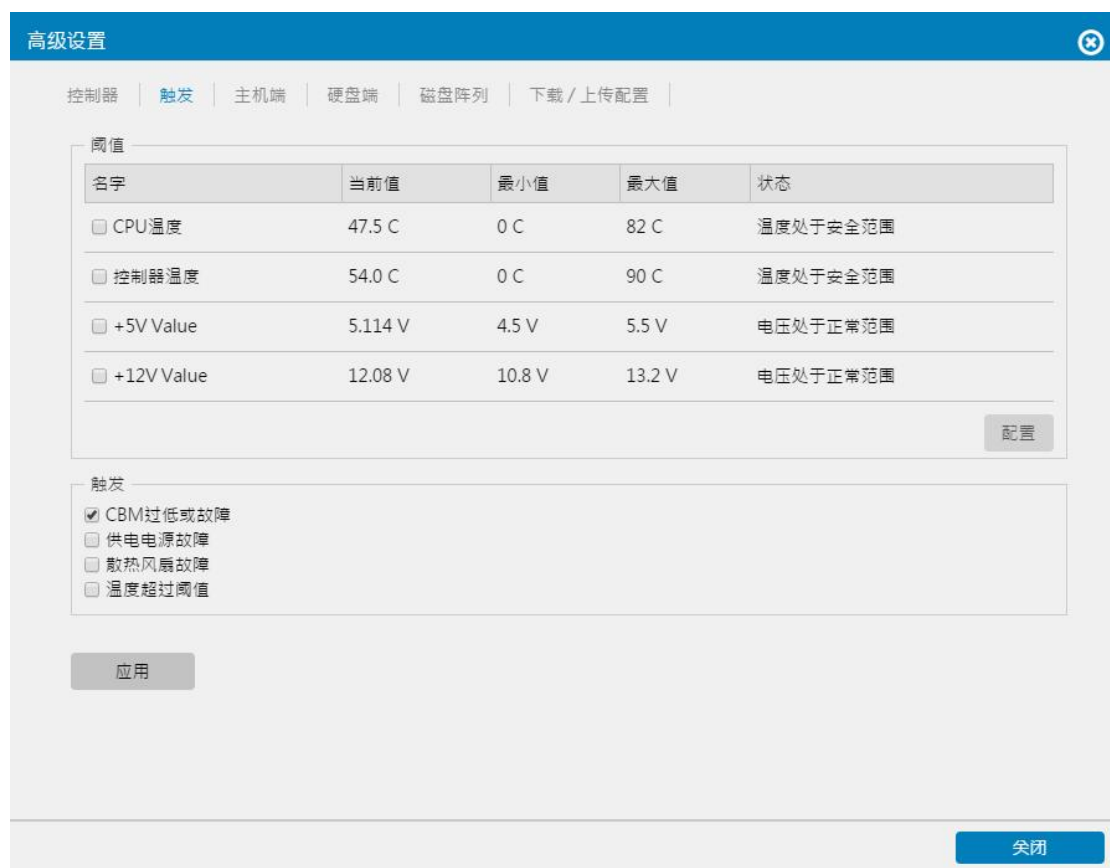 高级设置
控制器 触发 主机端 硬盘端 磁盘阵列 下载 / 上传配置
阈值
名字 当前值 最小值 最大值 状态
CPU温度 47.5 C 0 C 82 C 温度处于安全范围
控制器温度 54.0 C 0 C 90 C 温度处于安全范围
+5V Value 5.114 V 4.5 V 5.5 V 电压处于正常范围
+12V Value 12.08 V 10.8 V 13.2 V 电压处于正常范围
配置
触发
CBM过低或故障
供电电源故障
散热风扇故障
温度超过阈值
应用
关闭